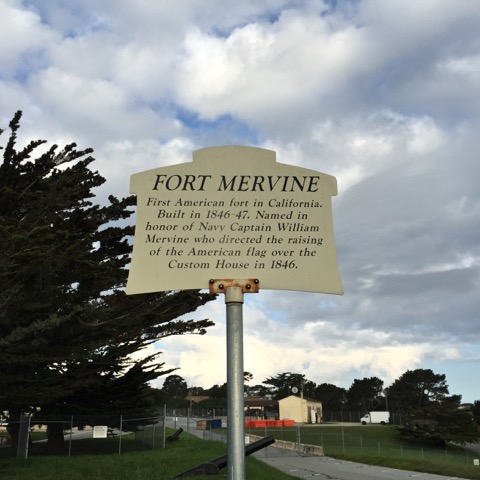 FORT MERVINE
First American fort in California.
Built in 1846-47. Named in
honor of Navy Captain William
Mervine who directed the raising
of the American flag over the
Custom House in 1846.